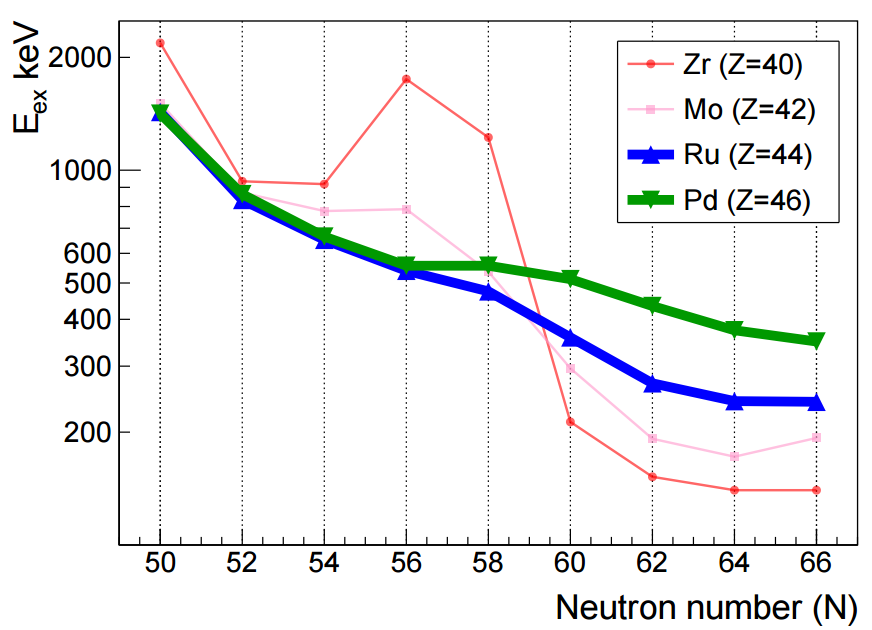 E_ex keV
2000
1000
600
500
400
300
200
Zr (Z=40)
Mo (Z=42)
Ru (Z=44)
Pd (Z=46)
50 52 54 56 58 60 62 64 66
Neutron number (N)